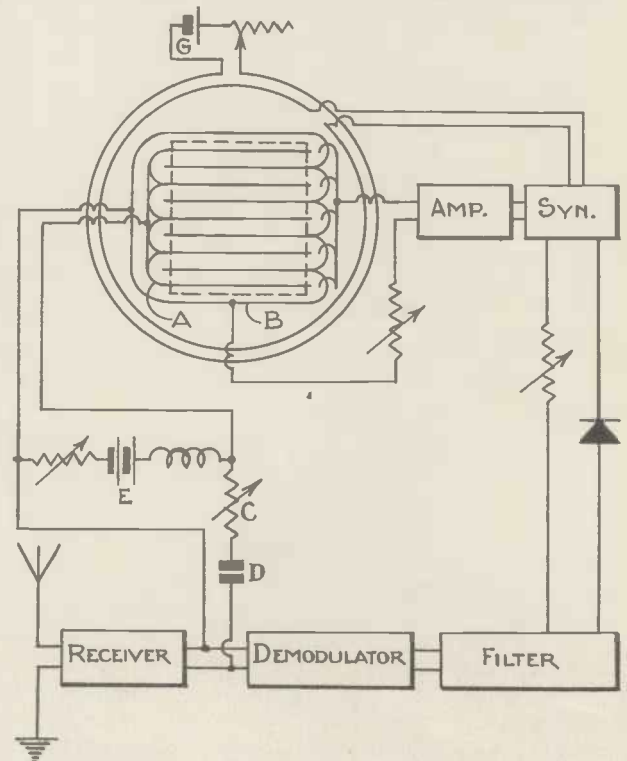 G
AMP.
SYN.
A
B
E
C
D
RECEIVER
DEMODULATOR
FILTER